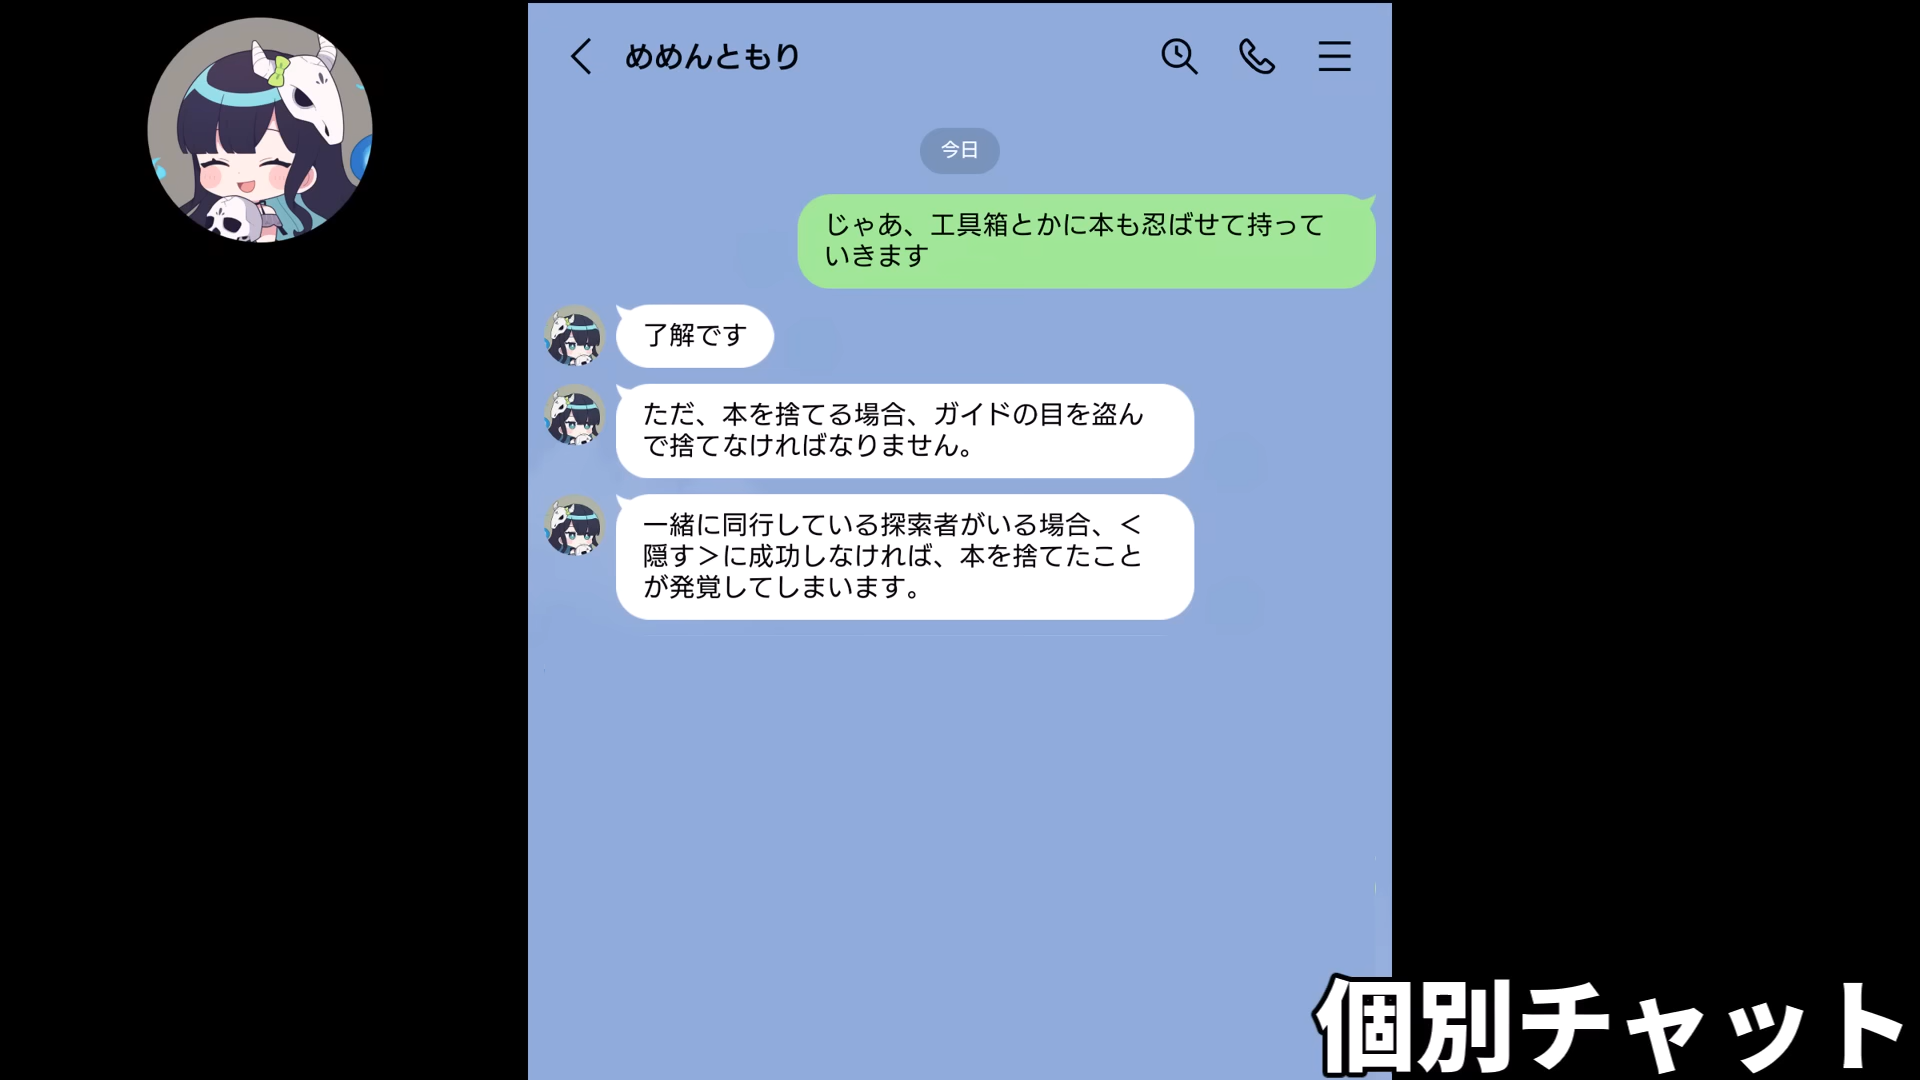 めめんともり
今日
じゃあ、工具箱とかに本も忍ばせて持って
いきます
了解です
ただ、本を捨てる場合、ガイドの目を盗ん
で捨てなければなりません。
一緒に同行している探索者がいる場合、＜
隠す＞に成功しなければ、本を捨てたこと
が発覚してしまいます。
個別チャット